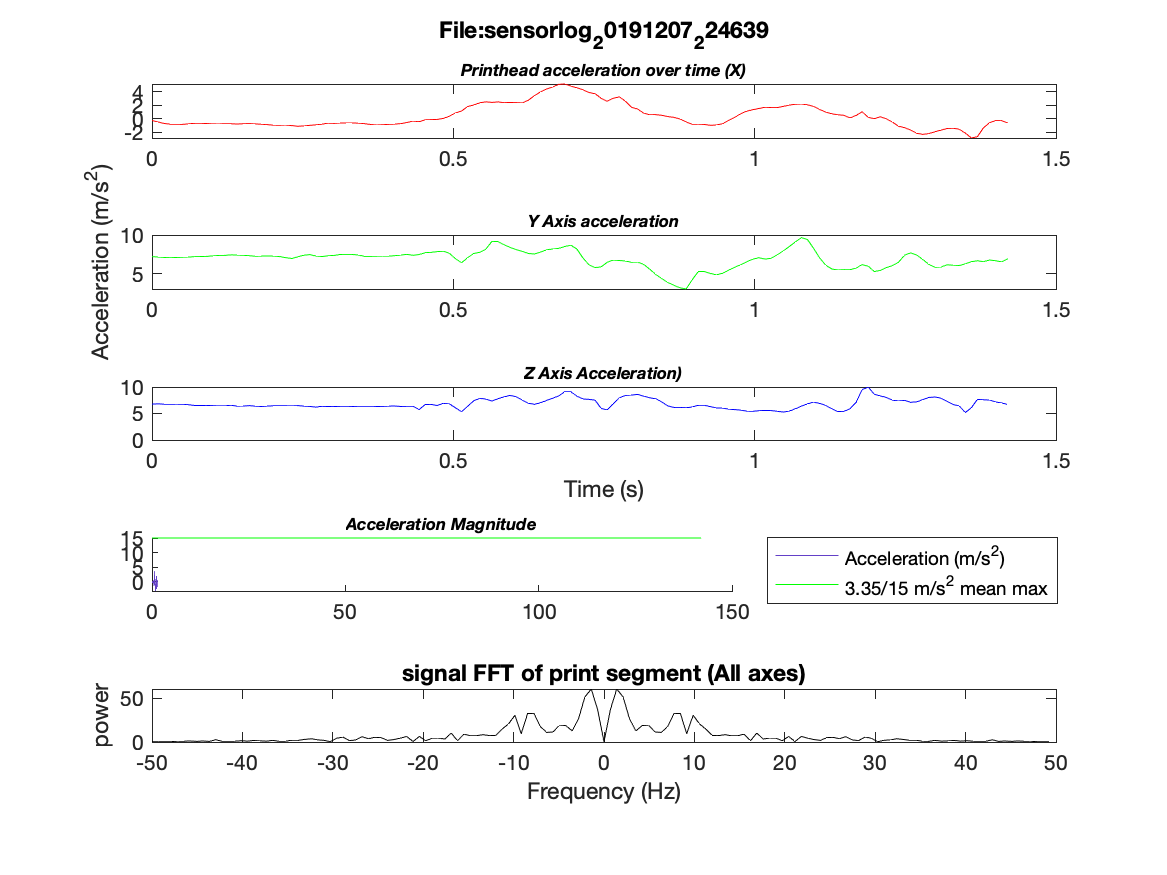 File:sensorlog₂0191207₂24639
Printhead acceleration over time (X)
4
2
0
-2
0 0.5 1 1.5
Acceleration (m/s²)
Y Axis acceleration
10
5
0 0.5 1 1.5
Z Axis Acceleration)
10
5
0
0 0.5 1 1.5
Time (s)
Acceleration Magnitude
15
10
5
0
0 50 100 150
Acceleration (m/s²)
3.35/15 m/s² mean max
signal FFT of print segment (All axes)
power
50
0
-50 -40 -30 -20 -10 0 10 20 30 40 50
Frequency (Hz)